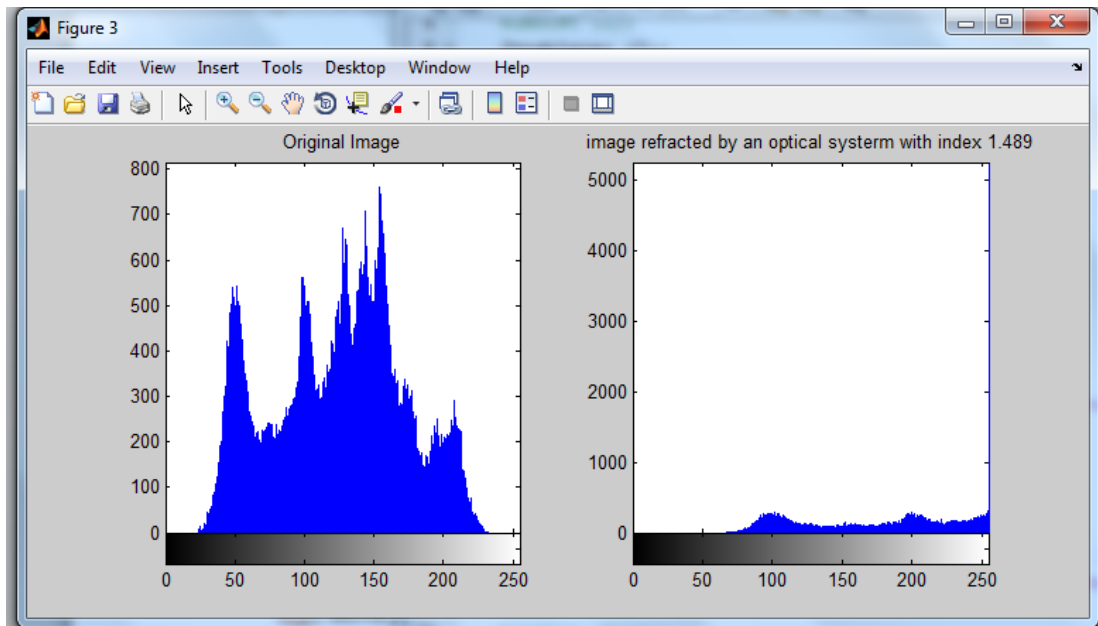 Figure 3
File Edit View Insert Tools Desktop Window Help
Original Image
800
700
600
500
400
300
200
100
0
0 50 100 150 200 250
image refracted by an optical systerm with index 1.489
5000
4000
3000
2000
1000
0
0 50 100 150 200 250